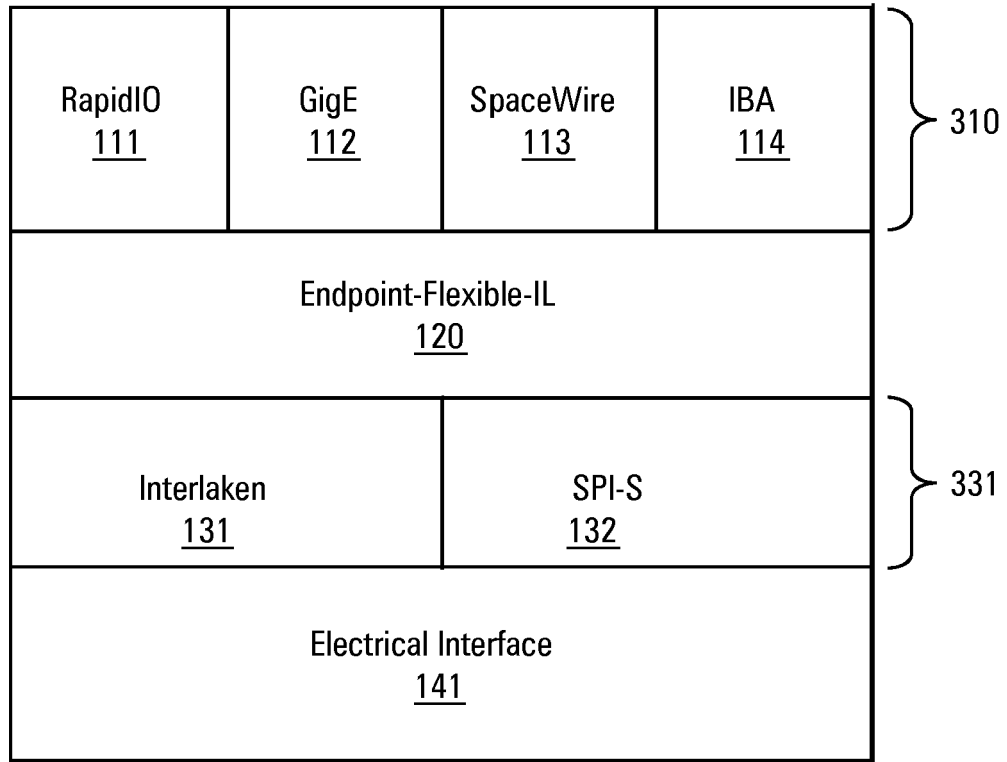 RapidIO
111
GigE
112
SpaceWire
113
IBA
114
310
Endpoint-Flexible-IL
120
Interlaken
131
SPI-S
132
331
Electrical Interface
141